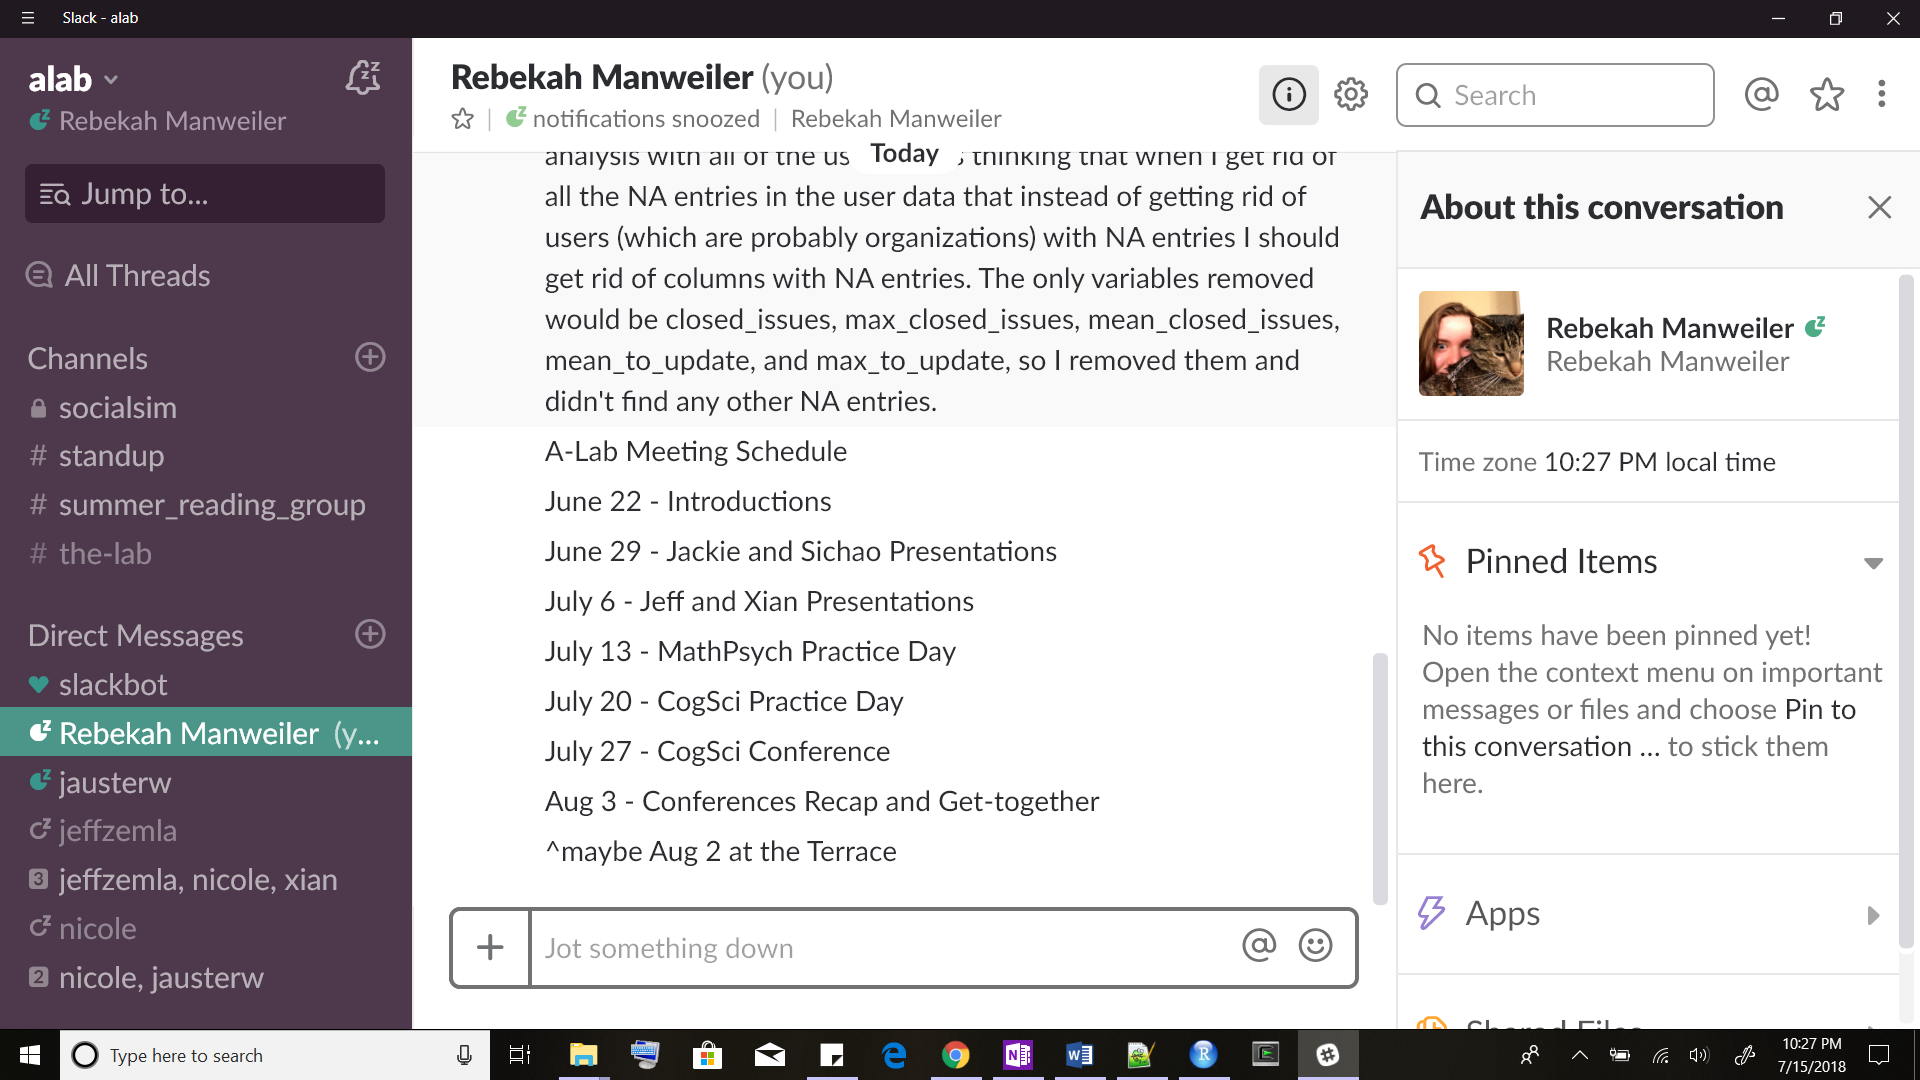 Slack - alab
alab
Rebekah Manweiler
Jump to...
All Threads
Channels
socialsim
# standup
# summer_reading_group
# the-lab
Direct Messages
slackbot
Rebekah Manweiler (y...
jausterw
jeffzemla
3 jeffzemla, nicole, xian
nicole
2 nicole, jausterw
Rebekah Manweiler (you)
notifications snoozed | Rebekah Manweiler
Search
Today
analysis with all of the us thinking that when I get rid of
all the NA entries in the user data that instead of getting rid of
users (which are probably organizations) with NA entries I should
get rid of columns with NA entries. The only variables removed
would be closed_issues, max_closed_issues, mean_closed_issues,
mean_to_update, and max_to_update, so I removed them and
didn't find any other NA entries.
A-Lab Meeting Schedule
June 22 - Introductions
June 29 - Jackie and Sichao Presentations
July 6 - Jeff and Xian Presentations
July 13 - MathPsych Practice Day
July 20 - CogSci Practice Day
July 27 - CogSci Conference
Aug 3 - Conferences Recap and Get-together
^maybe Aug 2 at the Terrace
Jot something down
About this conversation
Rebekah Manweiler
Rebekah Manweiler
Time zone 10:27 PM local time
Pinned Items
No items have been pinned yet!
Open the context menu on important
messages or files and choose Pin to
this conversation ... to stick them
here.
Apps
Shared Files
Type here to search
10:27 PM
7/15/2018